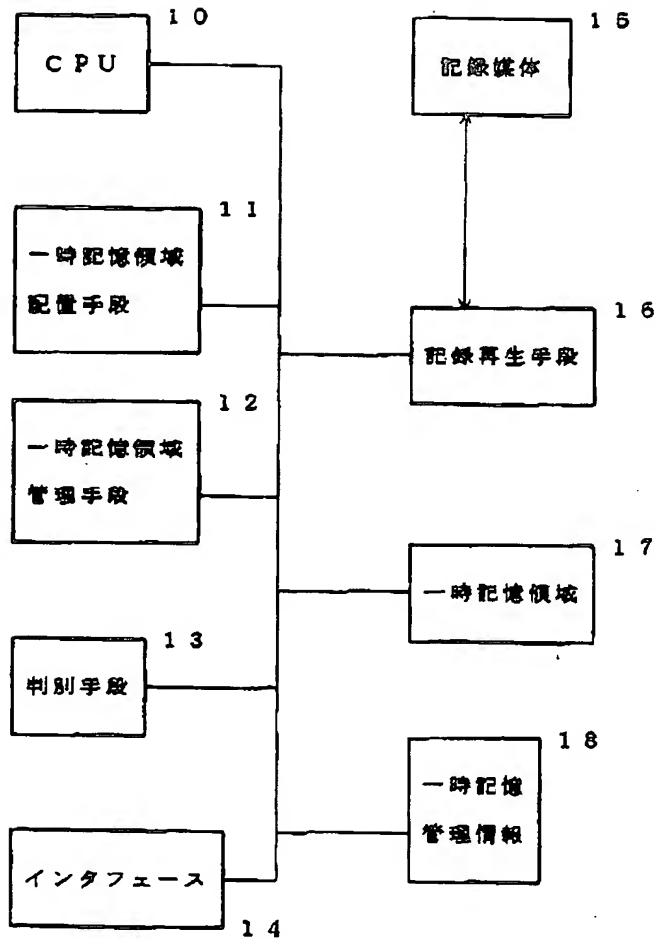 10
CPU
11
一時記憶領域
配置手段
12
一時記憶領域
管理手段
13
判別手段
インタフェース
14
15
記録媒体
16
記録再生手段
17
一時記憶領域
18
一時記憶
管理情報